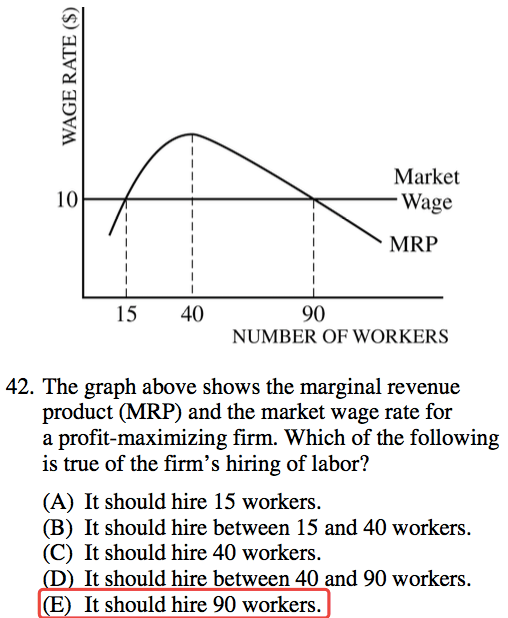 WAGE RATE ($)
Market
10
Wage
MRP
15 40 90
NUMBER OF WORKERS
42. The graph above shows the marginal revenue
product (MRP) and the market wage rate for
a profit-maximizing firm. Which of the following
is true of the firm's hiring of labor?
(A) It should hire 15 workers.
(B) It should hire between 15 and 40 workers.
(C) It should hire 40 workers.
(D) It should hire between 40 and 90 workers.
(E) It should hire 90 workers.